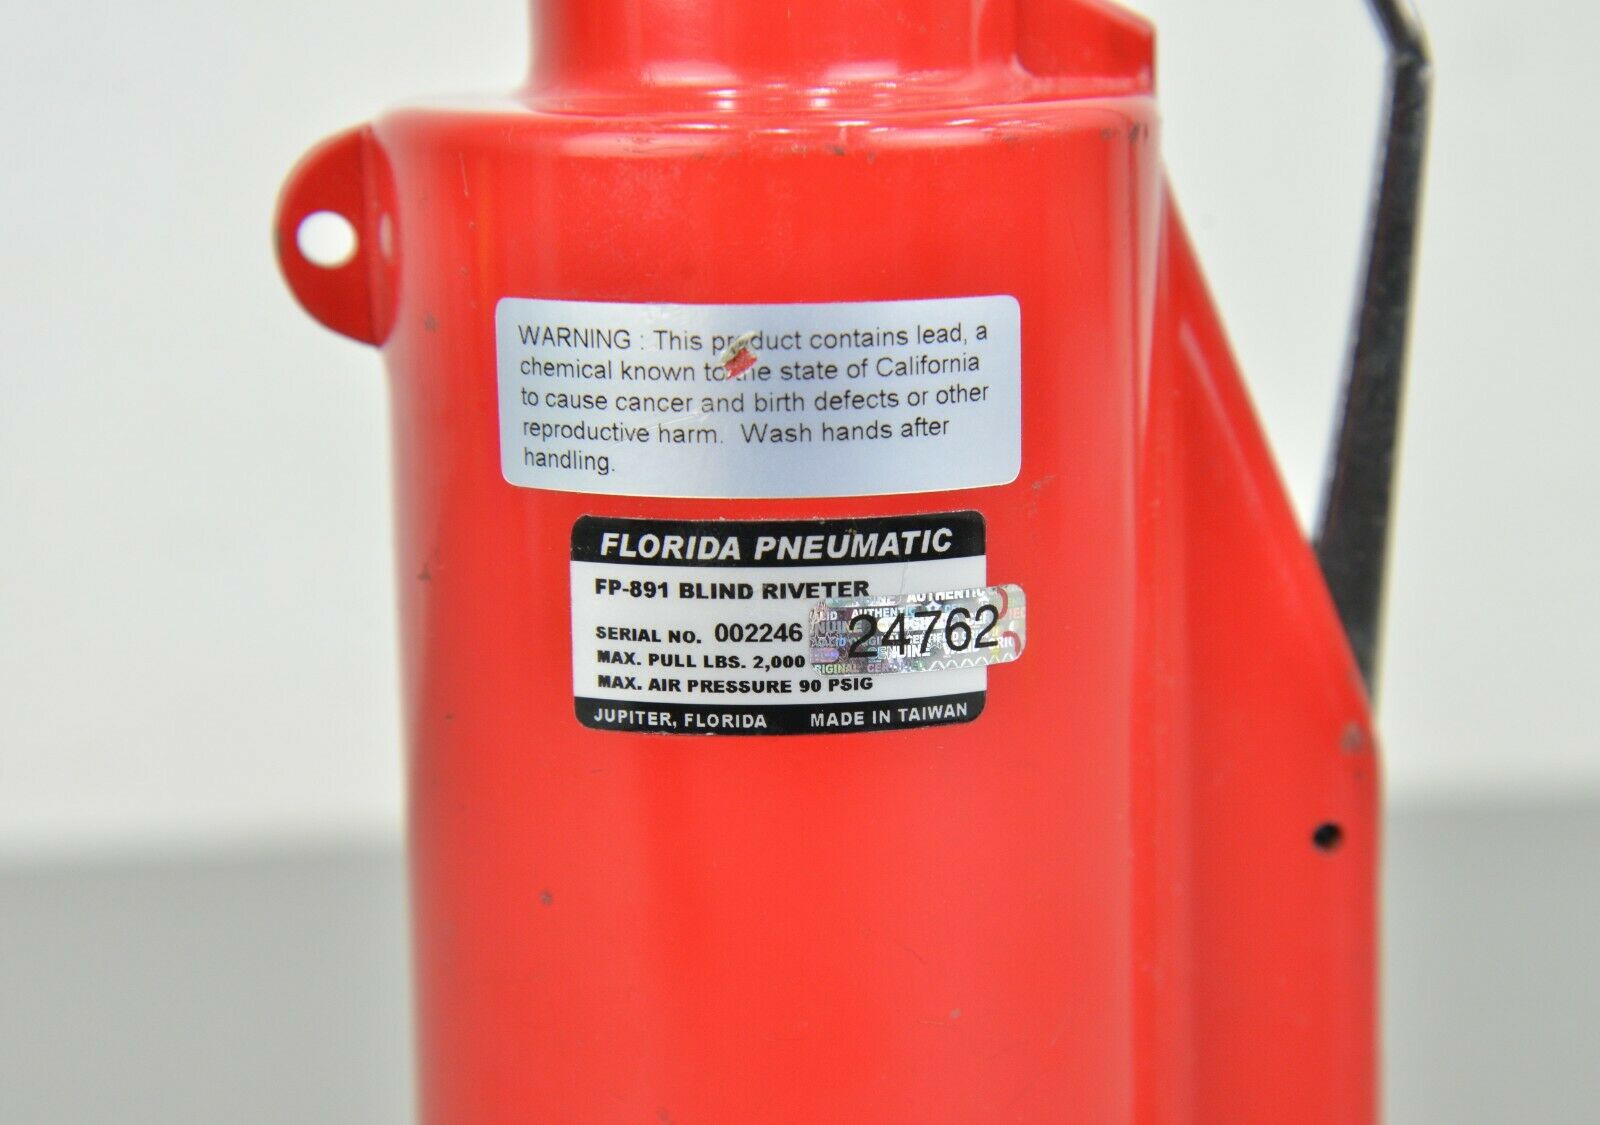 WARNING : This product contains lead, a
chemical known to the state of California
to cause cancer and birth defects or other
reproductive harm. Wash hands after
handling.
FLORIDA PNEUMATIC
FP-891 BLIND RIVETER
SERIAL NO. 002246
24762
MAX. PULL LBS. 2,000
MAX. AIR PRESSURE 90 PSIG
JUPITER, FLORIDA MADE IN TAIWAN